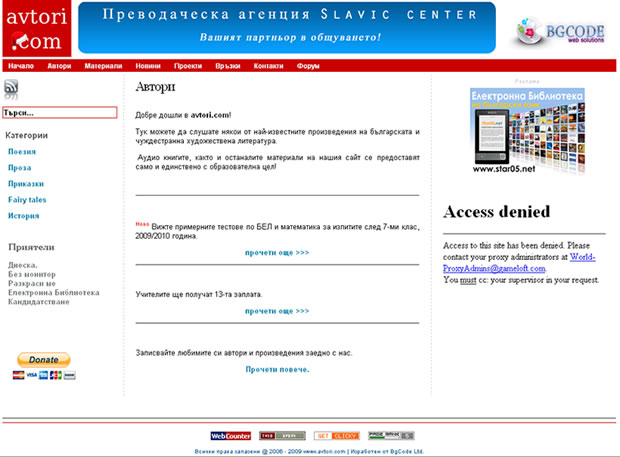 avtori
.com
Преводаческа агенция SLAVIC CENTER
Вашият партньор в общуването!
BGCODE
web solutions
Начало Автори Материали Новини Проекти Връзки Контакти Форум
Търси...
Категории
Поезия
Проза
Приказки
Fairy tales
История
Приятели
Днеска.
Без монитор
Разкраси ме
Електронна Библиотека
Кандидатстване
Donate
VISA
Автори
Добре дошли в avtori.com!
Тук можете да слушате някои от най-известните произведения на българската и
чуждестранна художествена литература.
Аудио книгите, както и останалите материали на нашия сайт се предоставят
само и единствено с образователна цел!
Ново Вижте примерните тестове по БЕЛ и математика за изпитите след 7-ми клас,
2009/2010 година.
прочети още >>>
Учителите ще получат 13-та заплата.
прочети още >>>
Записвайте любимите си автори и произведения заедно с нас.
Прочети повече.
Реклама
Електронна Библиотека
на български език
www.star05.net
Access denied
Access to this site has been denied. Please
contact your proxy administrators at World-
ProxyAdmins@gameloft.com.
You must cc: your supervisor in your request.
WebCounter
GET CLICKY
Всички права запазени @ 2006 - 2009 www.avtori.com | Изработен от BgCode Ltd.